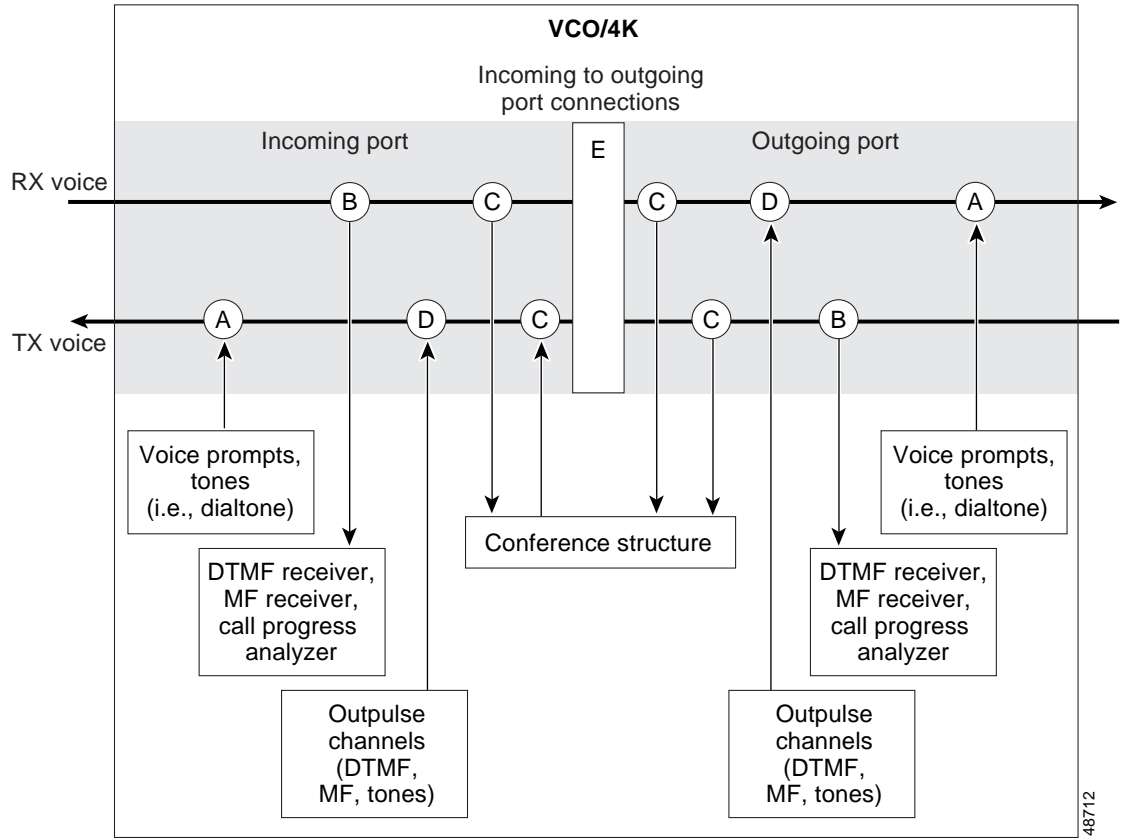 VCO/4K
Incoming to outgoing
port connections
Incoming port
E
Outgoing port
RX voice
B
C
C
D
A
A
D
C
C
B
TX voice
Voice prompts,
tones
(i.e., dialtone)
Voice prompts,
tones
(i.e., dialtone)
Conference structure
DTMF receiver,
MF receiver,
call progress
analyzer
DTMF receiver,
MF receiver,
call progress
analyzer
Outpulse
channels
(DTMF,
MF, tones)
Outpulse
channels
(DTMF,
MF, tones)
48712